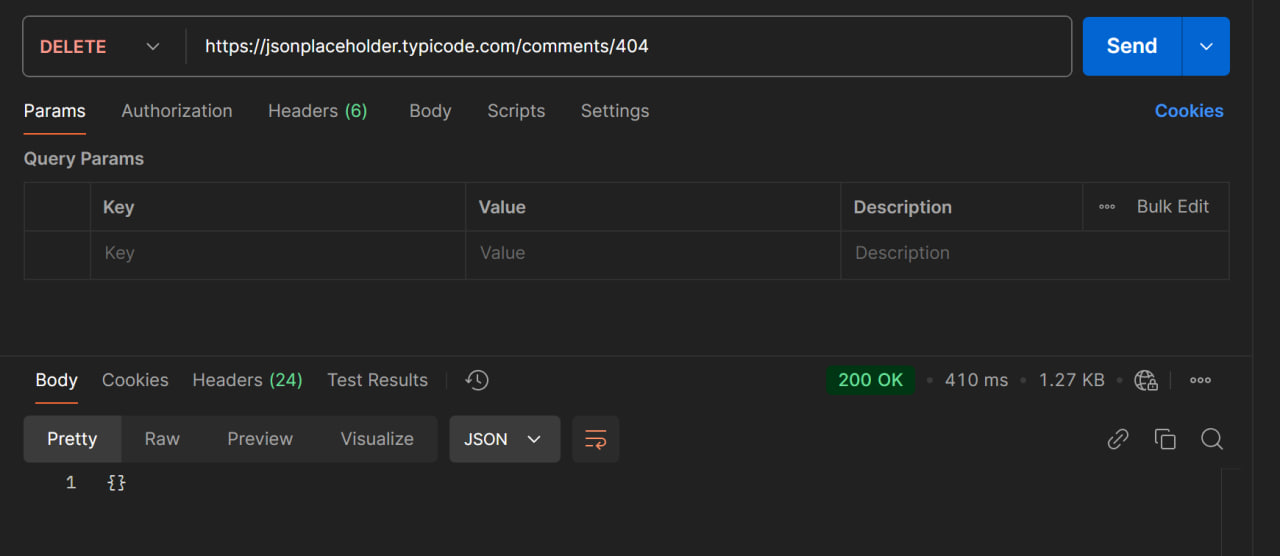 DELETE https://jsonplaceholder.typicode.com/comments/404 Send
Params Authorization Headers (6) Body Scripts Settings Cookies
Query Params
Key Value Description Bulk Edit
Key Value Description
Body Cookies Headers (24) Test Results 200 OK 410 ms 1.27 KB
Pretty Raw Preview Visualize JSON
1 {}